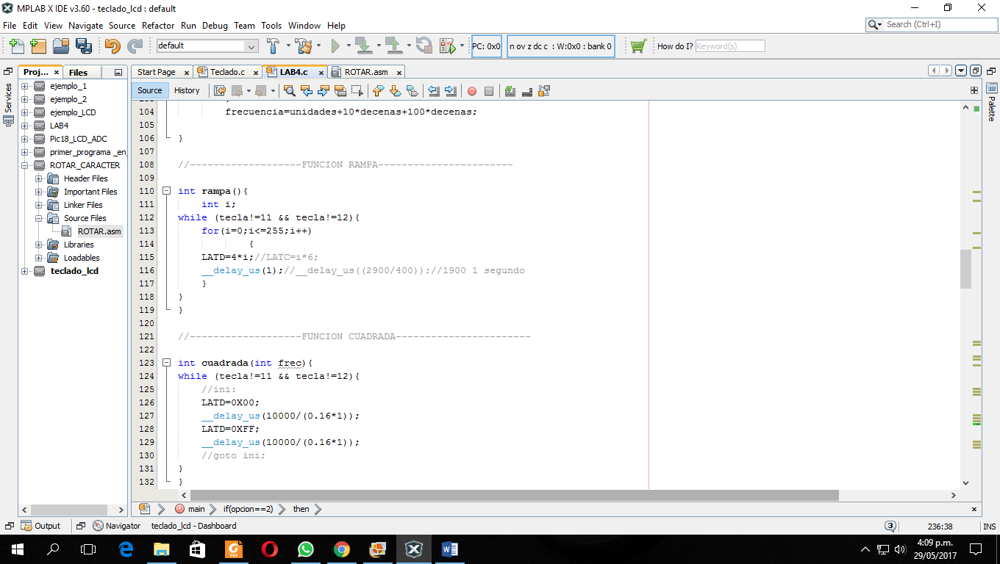 MPLAB X IDE v3.60 - teclado_lcd : default
File Edit View Navigate Source Refactor Run Debug Team Tools Window Help
Search (Ctrl+I)
default
PC: 0x0
n ov z dc c : W:0x0 : bank 0
How do I? Keyword(s)
Proj... × Files
Start Page × Teclado.c × LAB4.c × ROTAR.asm ×
Source History
Services
Palette
ejemplo_1
ejemplo_2
ejemplo_LCD
LAB4
Pic18_LCD_ADC
primer_programa _en_
ROTAR_CARACTER
Header Files
Important Files
Linker Files
Source Files
ROTAR.asm
Libraries
Loadables
teclado_lcd
104 frecuencia=unidades+10*decenas+100*decenas;
105
106 }
107
108 //-------------------FUNCION RAMPA-----------------------
109
110 int rampa(){
111 int i;
112 while (tecla!=11 && tecla!=12){
113 for(i=0;i<=255;i++)
114 {
115 LATD=4*i;//LATC=i*6;
116 __delay_us(1);//__delay_us((2900/400));//1900 1 segundo
117 }
118 }
119 }
120
121 //-------------------FUNCION CUADRADA-----------------------
122
123 int cuadrada(int frec){
124 while (tecla!=11 && tecla!=12){
125 //ini:
126 LATD=0X00;
127 __delay_us(10000/(0.16*1));
128 LATD=0XFF;
129 __delay_us(10000/(0.16*1));
130 //goto ini;
131 }
132 }
main if(opcion==2) then
Output Navigator teclado_lcd - Dashboard
3 236:38 INS
4:09 p.m.
29/05/2017